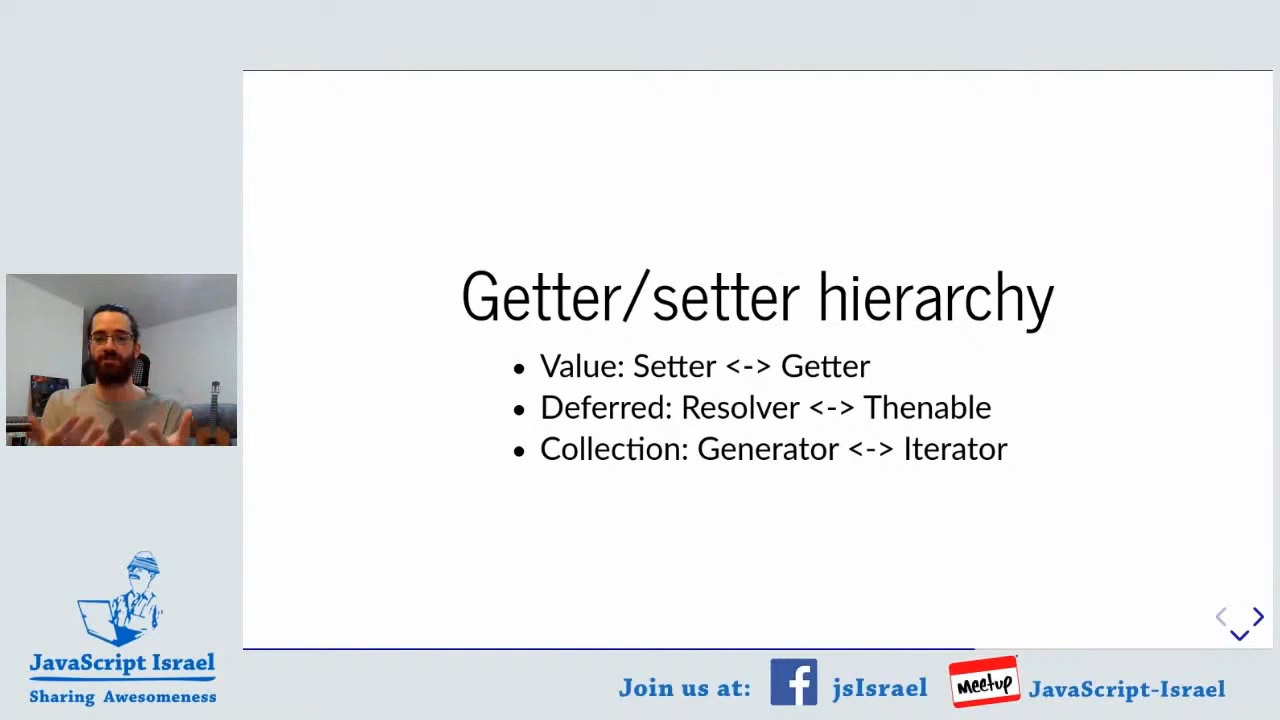 Getter/setter hierarchy
• Value: Setter <-> Getter
• Deferred: Resolver <-> Thenable
• Collection: Generator <-> Iterator
JavaScript Israel
Sharing Awesomeness
Join us at: f jsIsrael meetup JavaScript-Israel